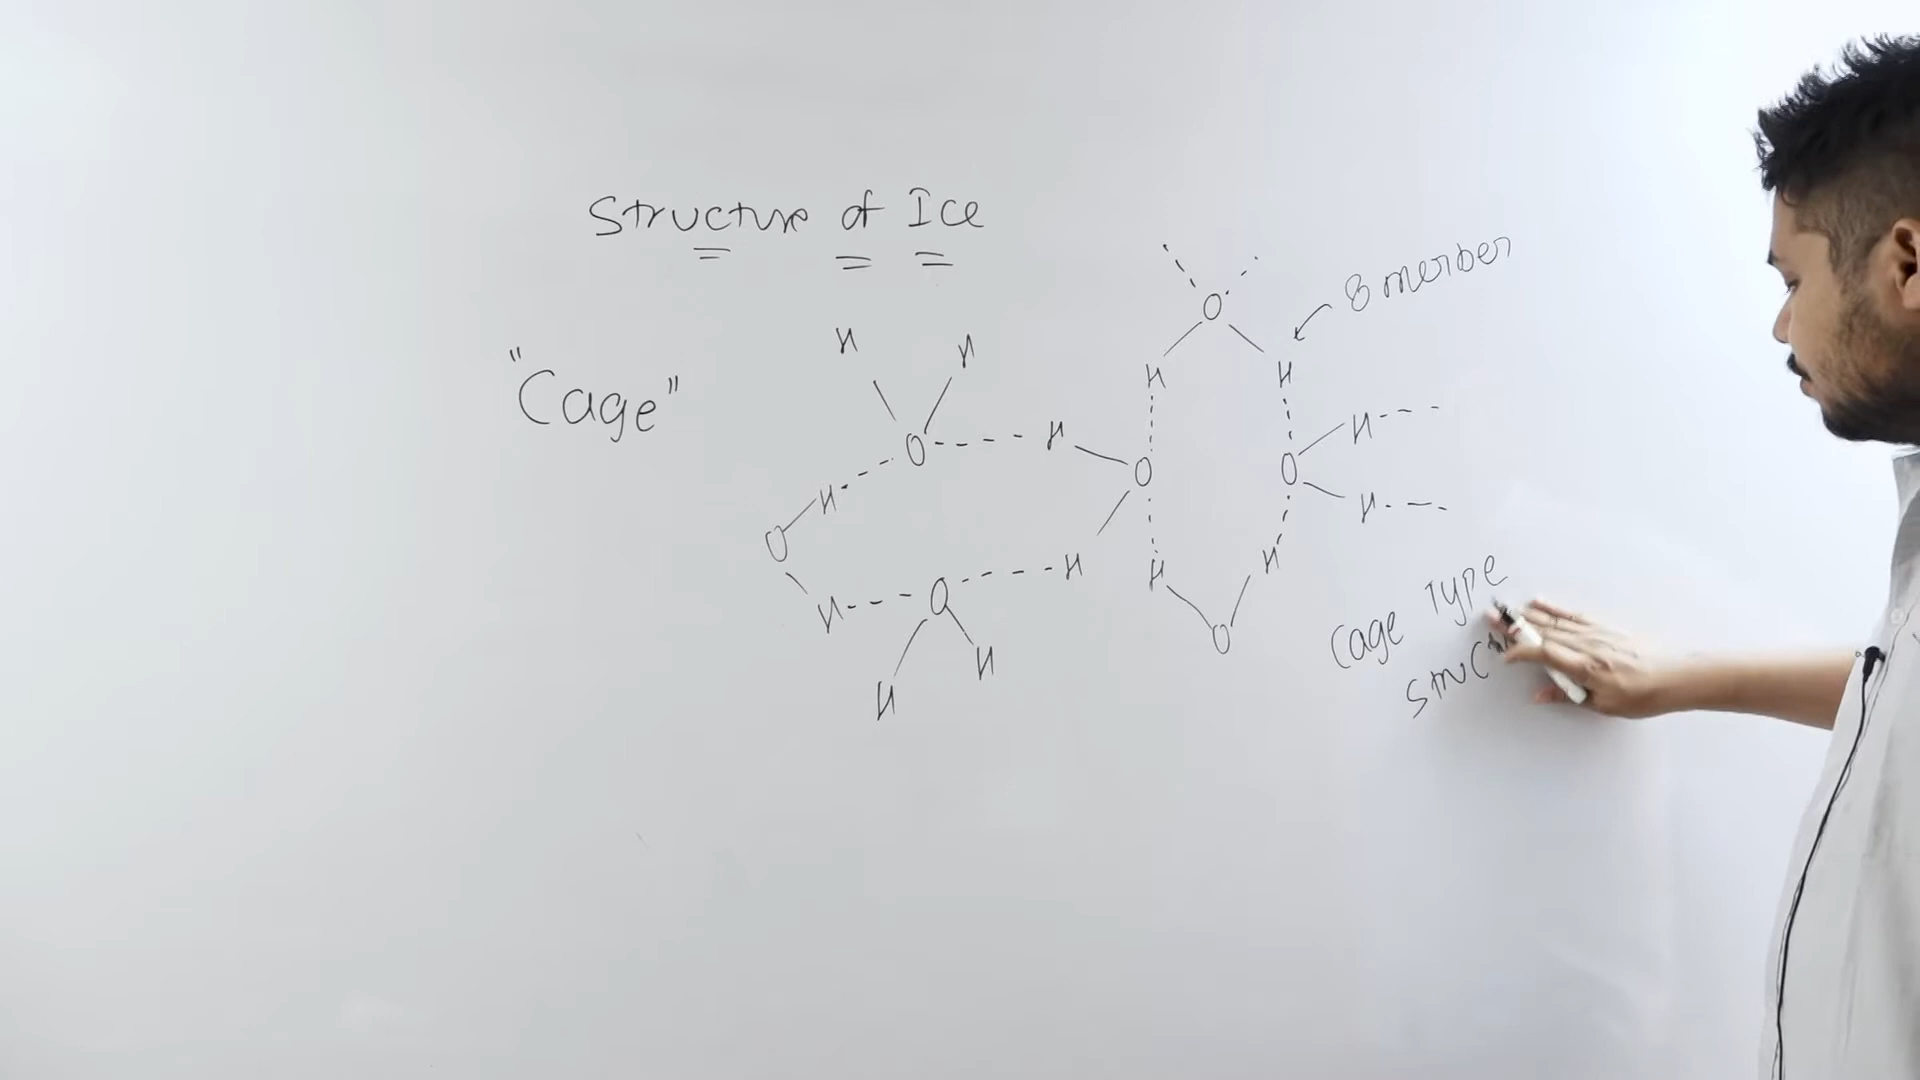 Structure of Ice
"Cage"
8 member
H H
O
H H
O H
H
O H
O O
H
H
O
H O H
H H
O
H
H
Cage Type